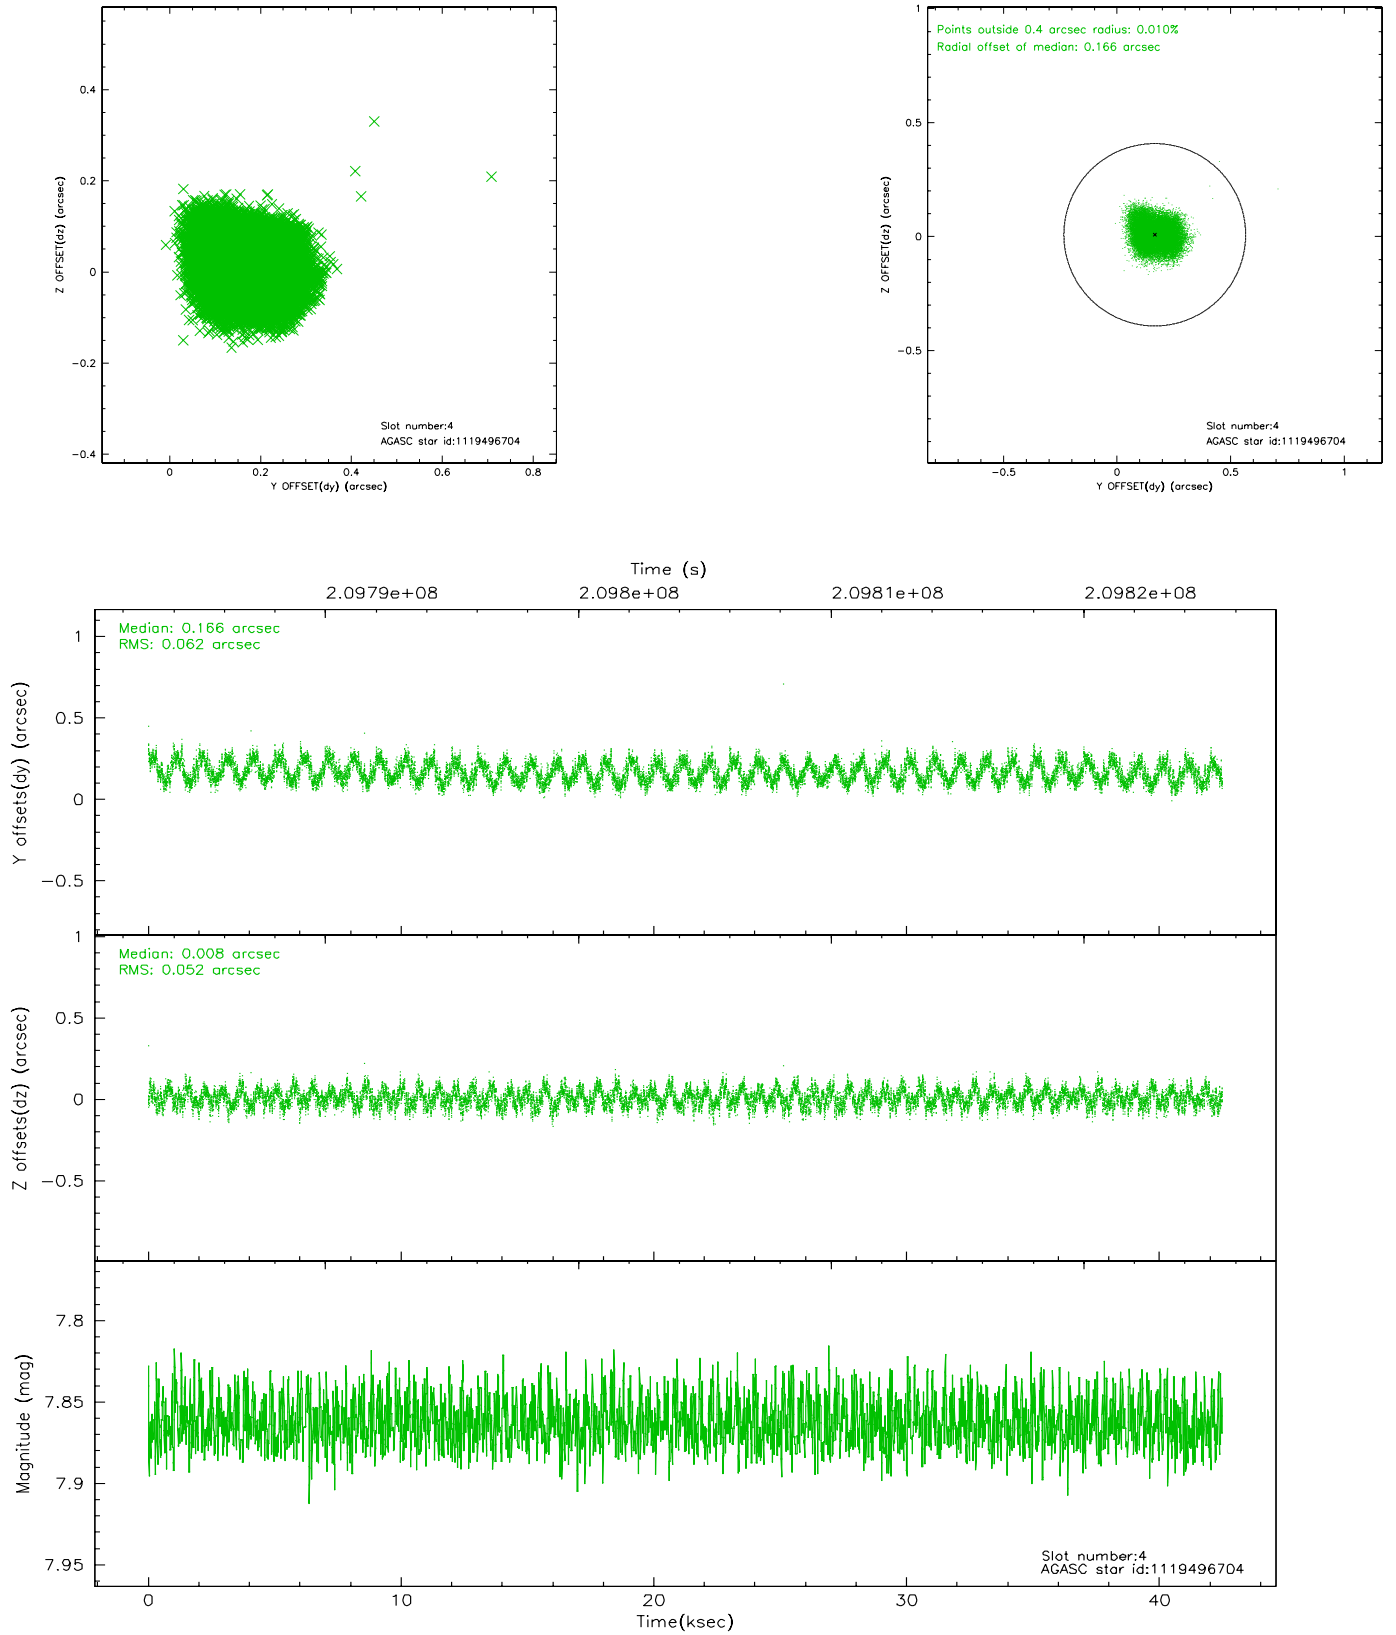 0.4
0.2
0
−0.2
−0.4
Z OFFSET(dz) (arcsec)
Slot number:4
AGASC star id:1119496704
0
0.2
0.4
0.6
0.8
Y OFFSET(dy) (arcsec)
Points outside 0.4 arcsec radius: 0.010%
Radial offset of median: 0.166 arcsec
1
0.5
0
−0.5
Z OFFSET(dz) (arcsec)
Slot number:4
AGASC star id:1119496704
−0.5
0
0.5
1
Y OFFSET(dy) (arcsec)
Time (s)
2.0979e+08
2.098e+08
2.0981e+08
2.0982e+08
Median: 0.166 arcsec
RMS: 0.062 arcsec
1
0.5
0
−0.5
Y offsets(dy) (arcsec)
Median: 0.008 arcsec
RMS: 0.052 arcsec
1
0.5
0
−0.5
Z offsets(dz) (arcsec)
7.8
7.85
7.9
7.95
Magnitude (mag)
Slot number:4
AGASC star id:1119496704
0
10
20
30
40
Time(ksec)